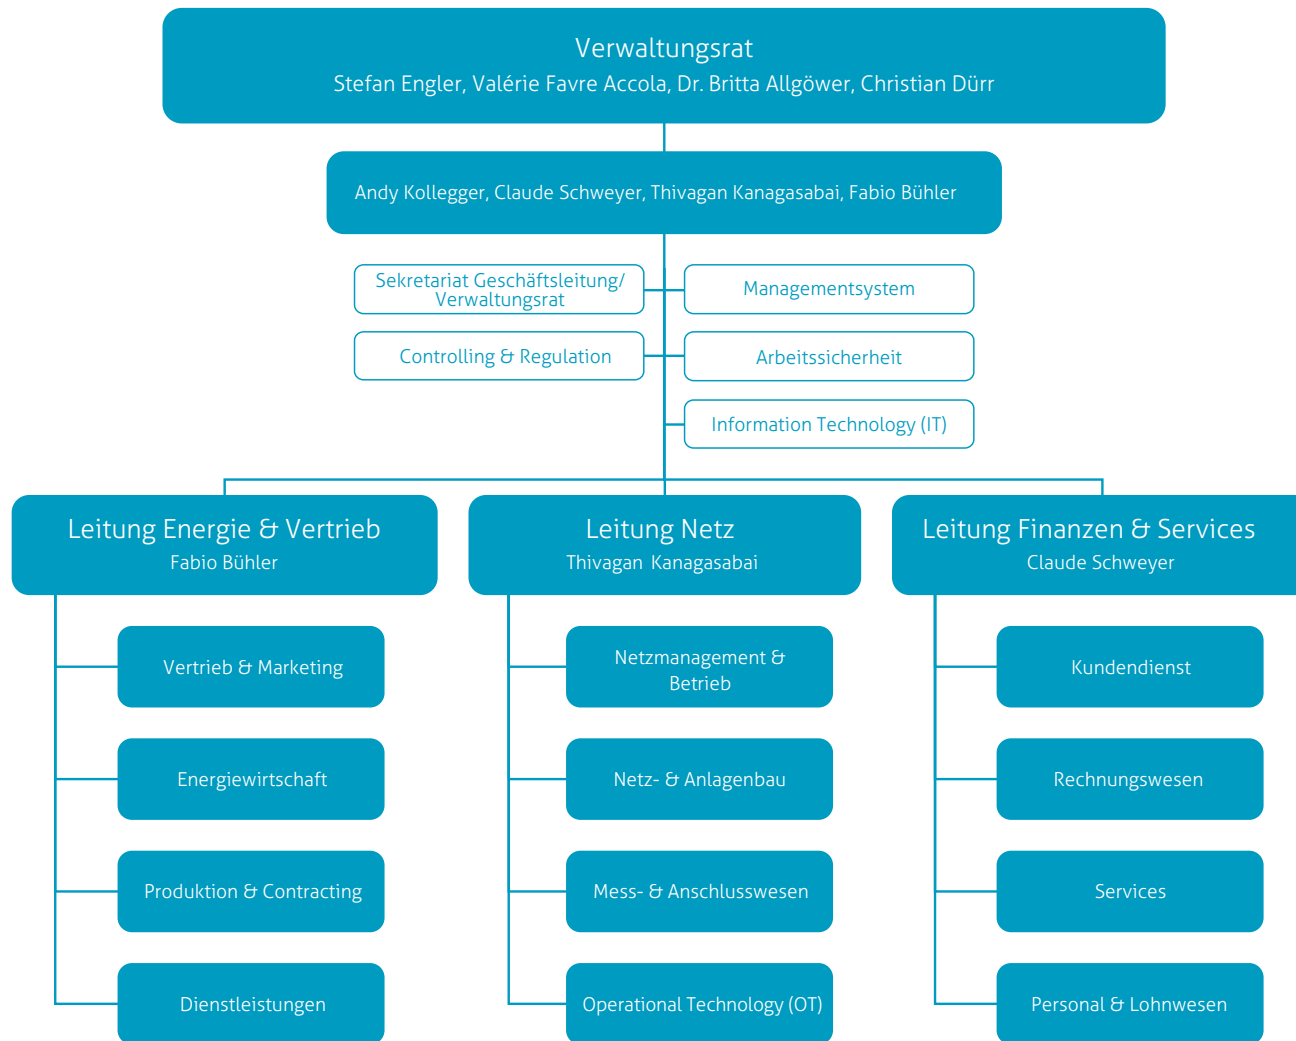 Verwaltungsrat
Stefan Engler, Valérie Favre Accola, Dr. Britta Allgöwer, Christian Dürr
Andy Kollegger, Claude Schweyer, Thivagan Kanagasabai, Fabio Bühler
Sekretariat Geschäftsleitung/
Verwaltungsrat
Managementsystem
Controlling & Regulation
Arbeitssicherheit
Information Technology (IT)
Leitung Energie & Vertrieb
Fabio Bühler
Vertrieb & Marketing
Energiewirtschaft
Produktion & Contracting
Dienstleistungen
Leitung Netz
Thivagan Kanagasabai
Netzmanagement &
Betrieb
Netz- & Anlagenbau
Mess- & Anschlusswesen
Operational Technology (OT)
Leitung Finanzen & Services
Claude Schweyer
Kundendienst
Rechnungswesen
Services
Personal & Lohnwesen